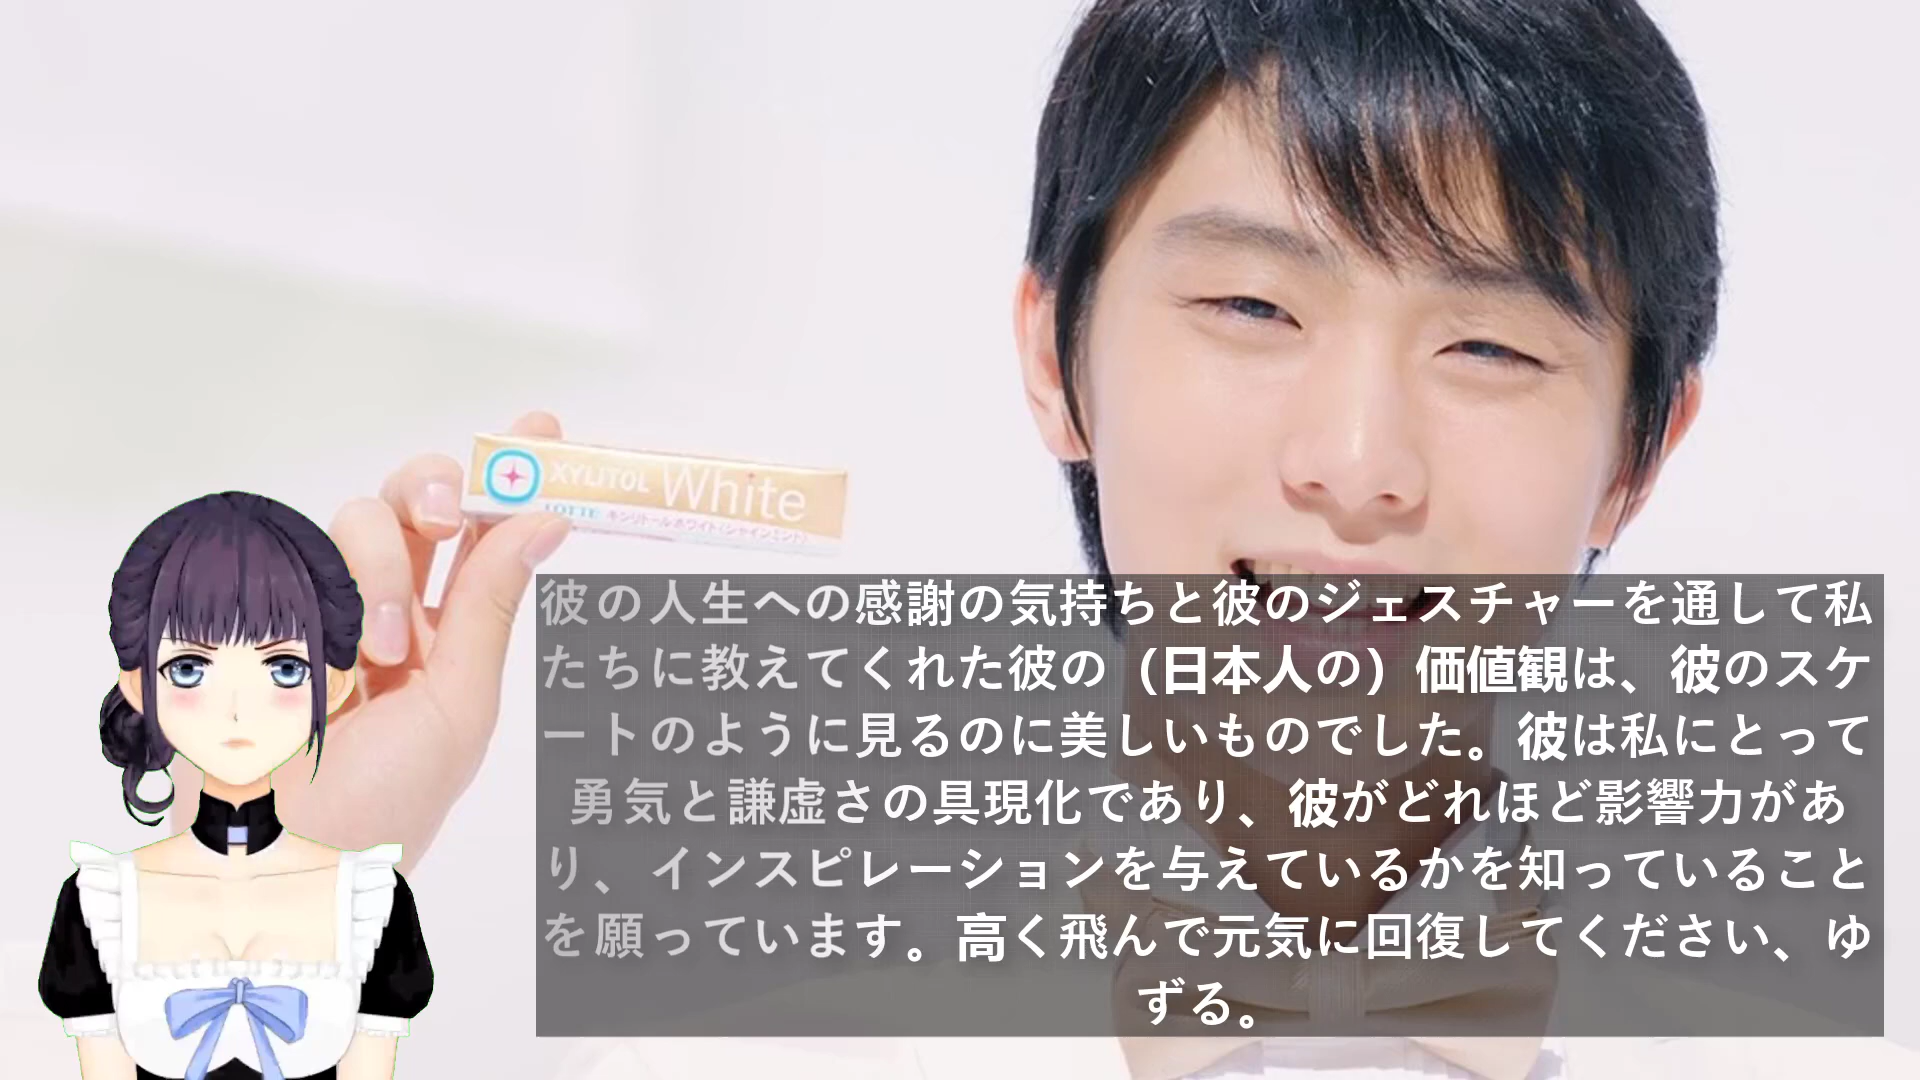 XYLITOL White
LOTTE キシリトールホワイト〈シャインミント〉
彼の人生への感謝の気持ちと彼のジェスチャーを通して私
たちに教えてくれた彼の（日本人の）価値観は、彼のスケ
ートのように見るのに美しいものでした。彼は私にとって
勇気と謙虚さの具現化であり、彼がどれほど影響力があ
り、インスピレーションを与えているかを知っていること
を願っています。高く飛んで元気に回復してください、ゆ
ずる。